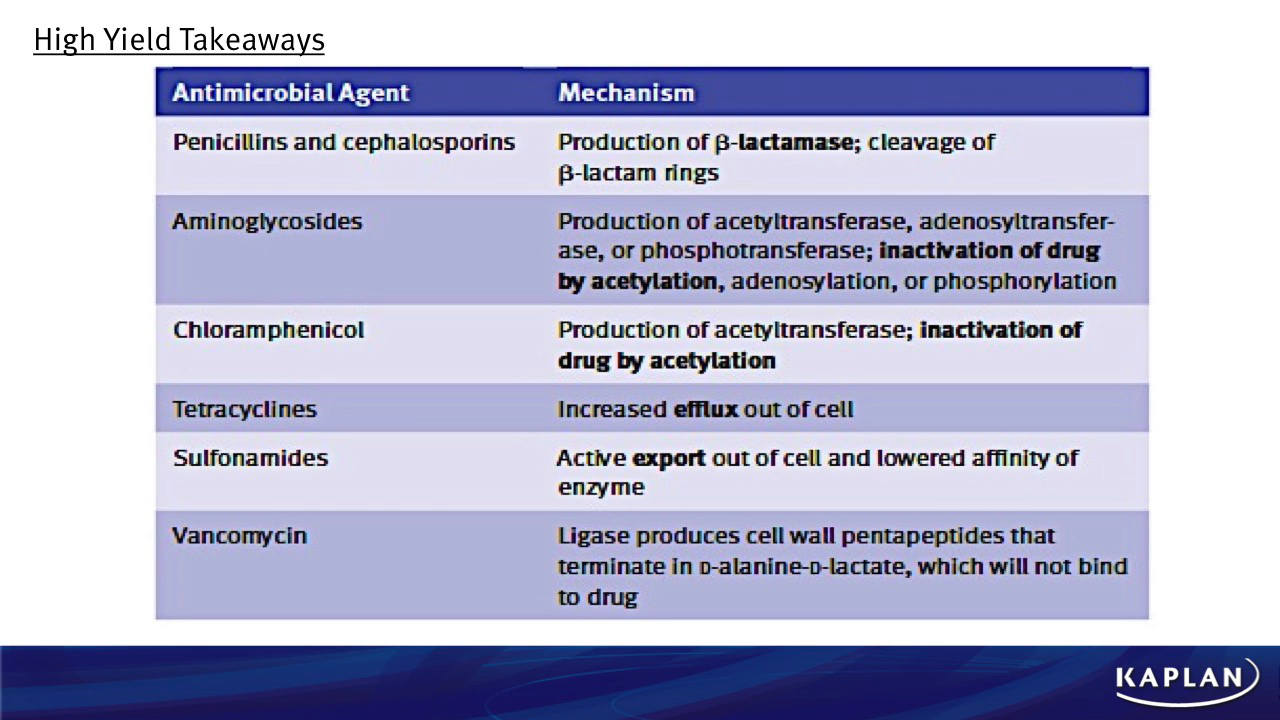 High Yield Takeaways
Antimicrobial Agent Mechanism
Penicillins and cephalosporins Production of β-lactamase; cleavage of
β-lactam rings
Aminoglycosides Production of acetyltransferase, adenosyltransfer-
ase, or phosphotransferase; inactivation of drug
by acetylation, adenosylation, or phosphorylation
Chloramphenicol Production of acetyltransferase; inactivation of
drug by acetylation
Tetracyclines Increased efflux out of cell
Sulfonamides Active export out of cell and lowered affinity of
enzyme
Vancomycin Ligase produces cell wall pentapeptides that
terminate in D-alanine-D-lactate, which will not bind
to drug
KAPLAN